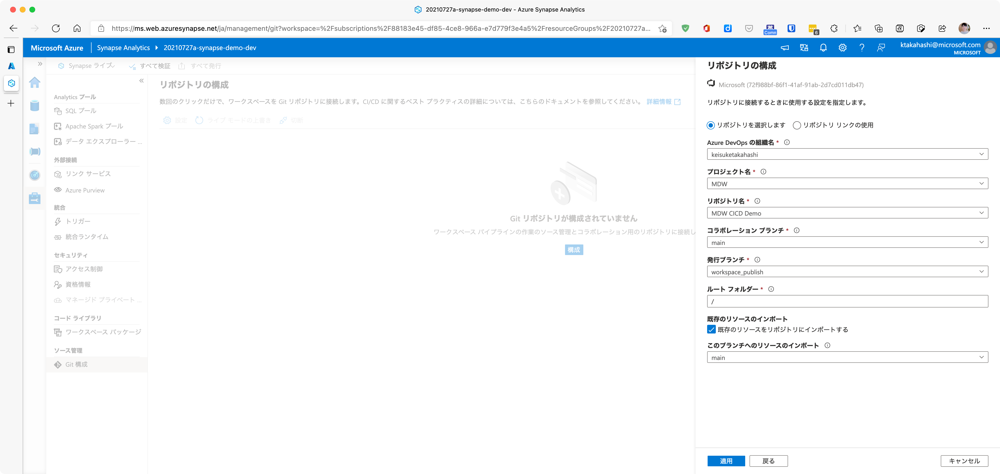 20210727a-synapse-demo-dev - Azure Synapse Analytics
https://ms.web.azuresynapse.net/ja/management/git?workspace=%2Fsubscriptions%2F88183e45-df85-4ce8-966a-e7d779f3e4a5%2FresourceGroups%2F20210727a...
Comn
6
Microsoft Azure
Synapse Analytics
20210727a-synapse-demo-dev
ktakahashi@microsoft.com
MICROSOFT
Synapse ライブ
すべて検証
すべて発行
Analytics プール
SQL プール
Apache Spark プール
データ エクスプローラー ...
外部接続
リンク サービス
Azure Purview
統合
トリガー
統合ランタイム
セキュリティ
アクセス制御
資格情報
マネージド プライベート ...
コード ライブラリ
ワークスペース パッケージ
ソース管理
Git 構成
リポジトリの構成
数回のクリックだけで、ワークスペースを Git リポジトリに接続します。CI/CD に関するベスト プラクティスの詳細については、こちらのドキュメントを参照してください。 詳細情報
設定
ライブ モードの上書き
切断
Git リポジトリが構成されていません
ワークスペース パイプラインの作業のソース管理とコラボレーション用のリポジトリに接続し
構成
リポジトリの構成
Microsoft (72f988bf-86f1-41af-91ab-2d7cd011db47)
リポジトリに接続するときに使用する設定を指定します。
リポジトリを選択します
リポジトリ リンクの使用
Azure DevOps の組織名 *
keisuketakahashi
プロジェクト名 *
MDW
リポジトリ名 *
MDW CICD Demo
コラボレーション ブランチ *
main
発行ブランチ *
workspace_publish
ルート フォルダー *
/
既存のリソースのインポート
既存のリソースをリポジトリにインポートする
このブランチへのリソースのインポート
main
適用
戻る
キャンセル